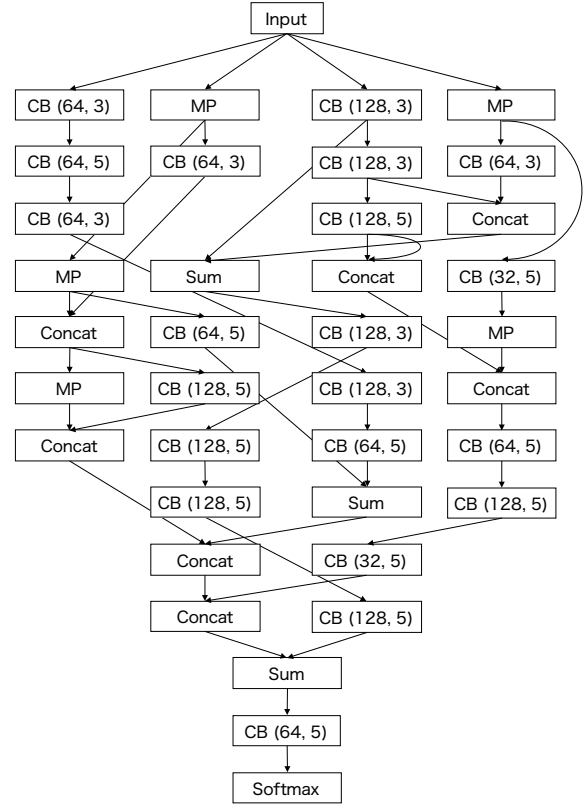 Input
CB (64, 3)
MP
CB (128, 3)
MP
CB (64, 5)
CB (64, 3)
CB (128, 3)
CB (64, 3)
CB (64, 3)
CB (128, 5)
Concat
MP
Sum
Concat
CB (32, 5)
Concat
CB (64, 5)
CB (128, 3)
MP
MP
CB (128, 5)
CB (128, 3)
Concat
Concat
CB (128, 5)
CB (64, 5)
CB (64, 5)
CB (128, 5)
Sum
CB (128, 5)
Concat
CB (32, 5)
Concat
CB (128, 5)
Sum
CB (64, 5)
Softmax